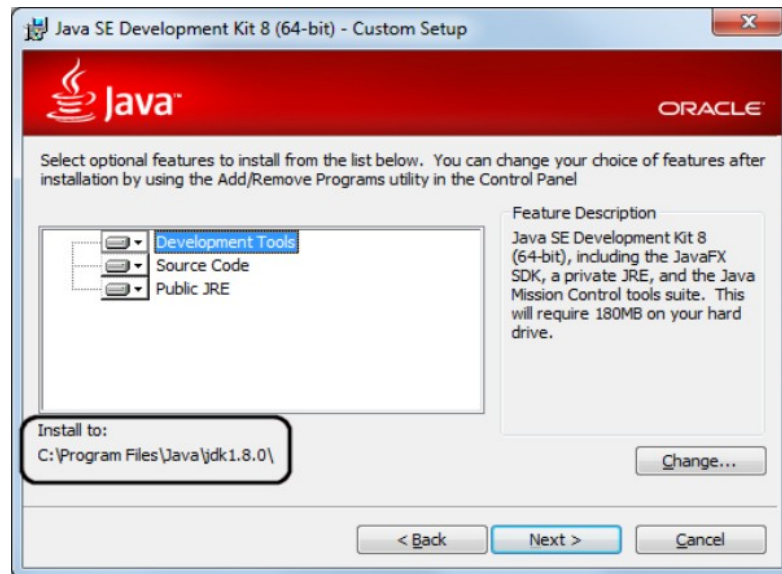 Java SE Development Kit 8 (64-bit) - Custom Setup
Java™
ORACLE
Select optional features to install from the list below. You can change your choice of features after
installation by using the Add/Remove Programs utility in the Control Panel
Development Tools
Source Code
Public JRE
Feature Description
Java SE Development Kit 8
(64-bit), including the JavaFX
SDK, a private JRE, and the Java
Mission Control tools suite. This
will require 180MB on your hard
drive.
Install to:
C:\Program Files\Java\jdk1.8.0\
Change...
< Back
Next >
Cancel